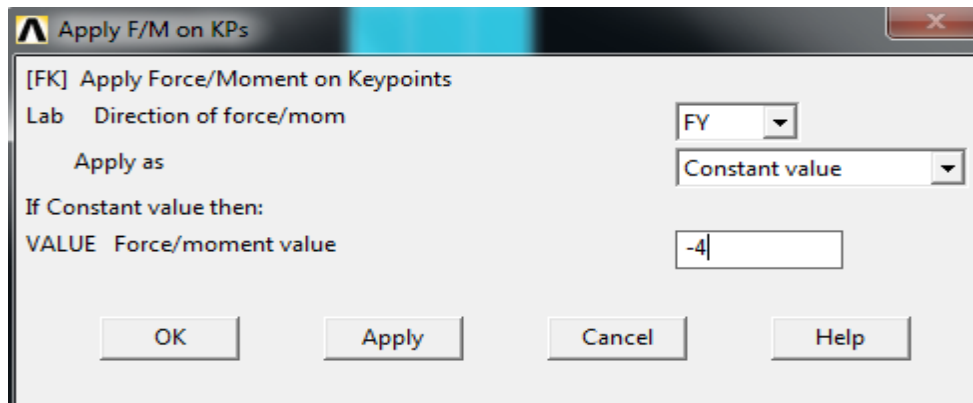 Apply F/M on KPs
[FK] Apply Force/Moment on Keypoints
Lab Direction of force/mom FY
Apply as Constant value
If Constant value then:
VALUE Force/moment value -4
OK Apply Cancel Help